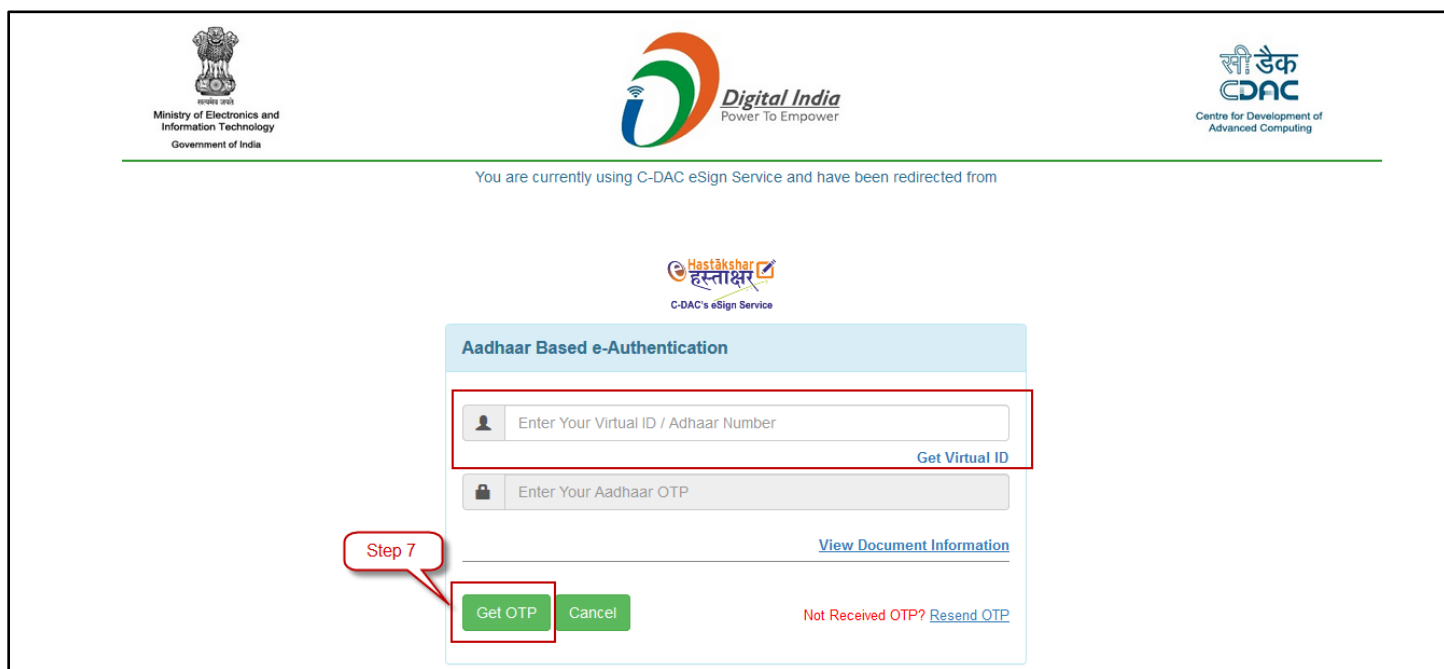 सत्यमेव जयते
Ministry of Electronics and
Information Technology
Government of India
Digital India
Power To Empower
सी डैक
CDAC
Centre for Development of
Advanced Computing
You are currently using C-DAC eSign Service and have been redirected from
e Hastākshar
हस्ताक्षर
C-DAC's eSign Service
Aadhaar Based e-Authentication
Enter Your Virtual ID / Adhaar Number
Get Virtual ID
Enter Your Aadhaar OTP
View Document Information
Step 7
Get OTP Cancel Not Received OTP? Resend OTP